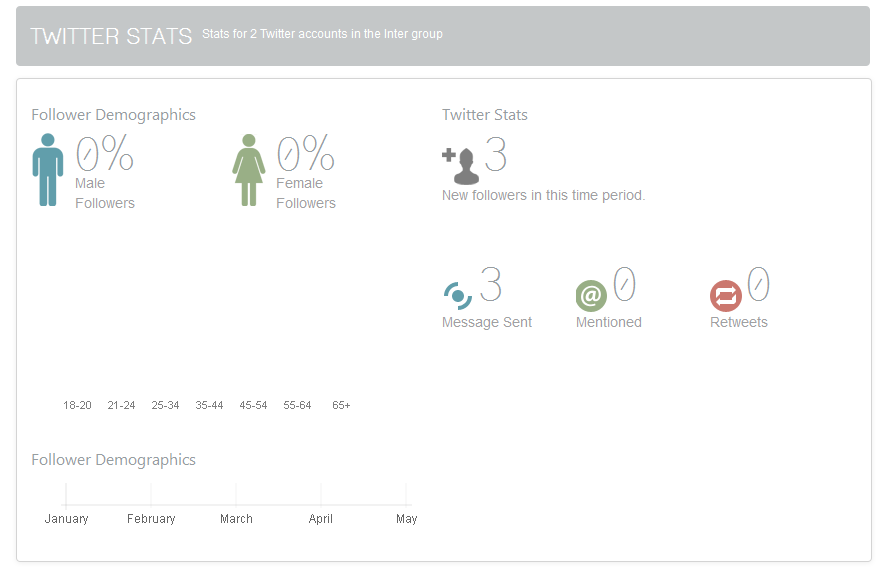 TWITTER STATS Stats for 2 Twitter accounts in the Inter group
Follower Demographics
0%
Male
Followers
0%
Female
Followers
18-20 21-24 25-34 35-44 45-54 55-64 65+
Follower Demographics
January February March April May
Twitter Stats
3
New followers in this time period.
3
Message Sent
@ 0
Mentioned
0
Retweets